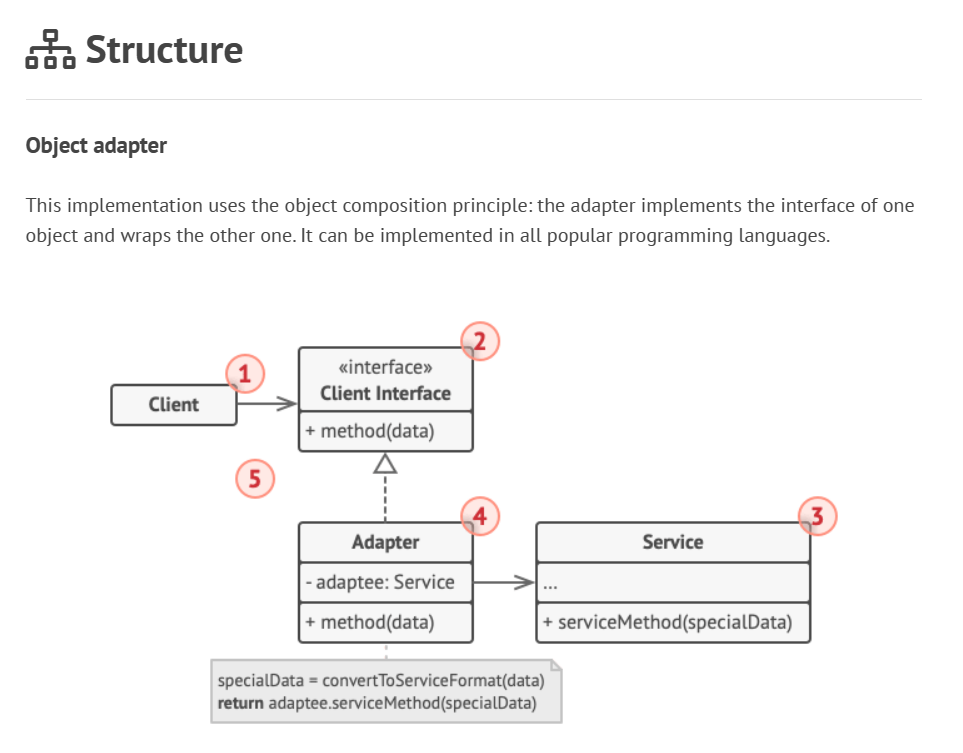 Structure
Object adapter
This implementation uses the object composition principle: the adapter implements the interface of one
object and wraps the other one. It can be implemented in all popular programming languages.
1
2
«interface»
Client Interface
Client
+ method(data)
5
4
3
Adapter
Service
- adaptee: Service
...
+ method(data)
+ serviceMethod(specialData)
specialData = convertToServiceFormat(data)
return adaptee.serviceMethod(specialData)